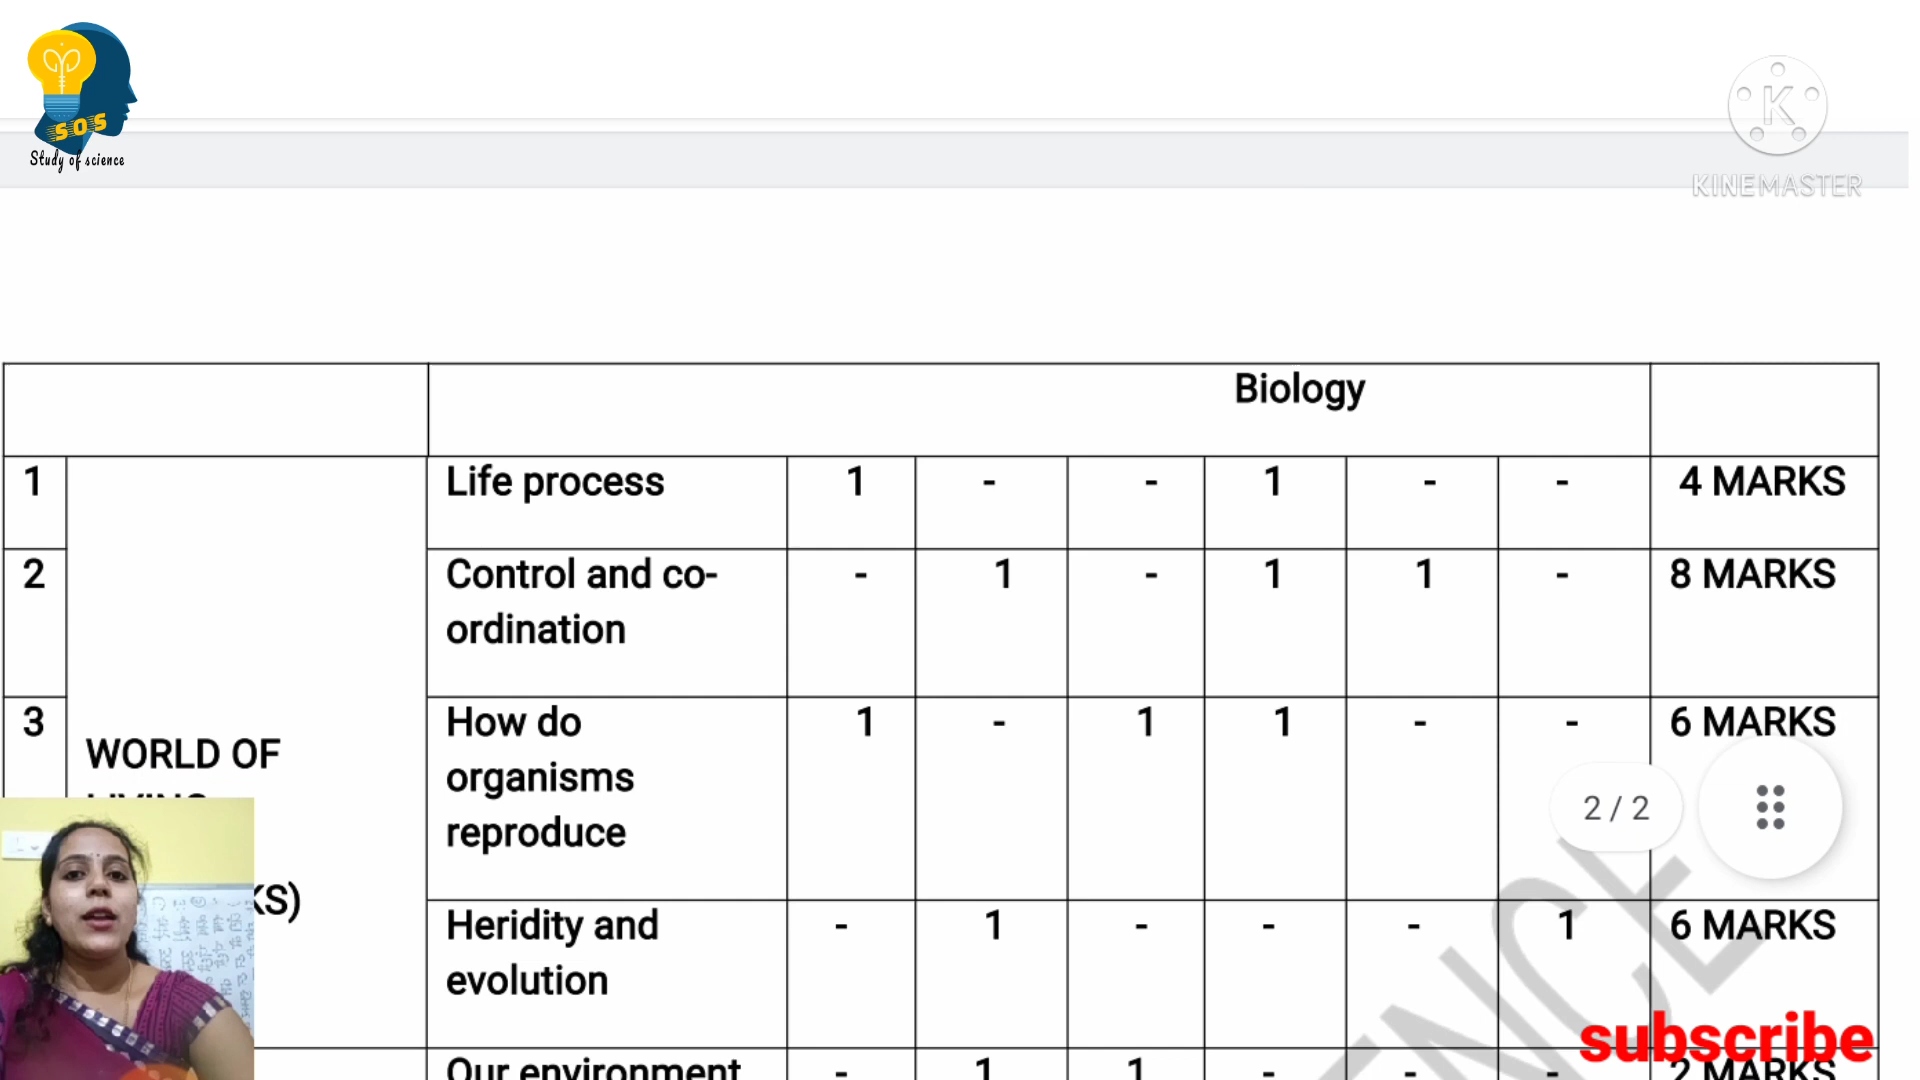 SOS
Study of science
KINEMASTER
Biology
1 Life process 1 - - 1 - - 4 MARKS
2 Control and co-
ordination - 1 - 1 1 - 8 MARKS
3 WORLD OF
KS)
How do
organisms
reproduce 1 - 1 1 - - 6 MARKS
2 / 2
Heridity and
evolution - 1 - - - 1 6 MARKS
Our environment - 1 1 - - - 2 MARKS
ENCE
subscribe